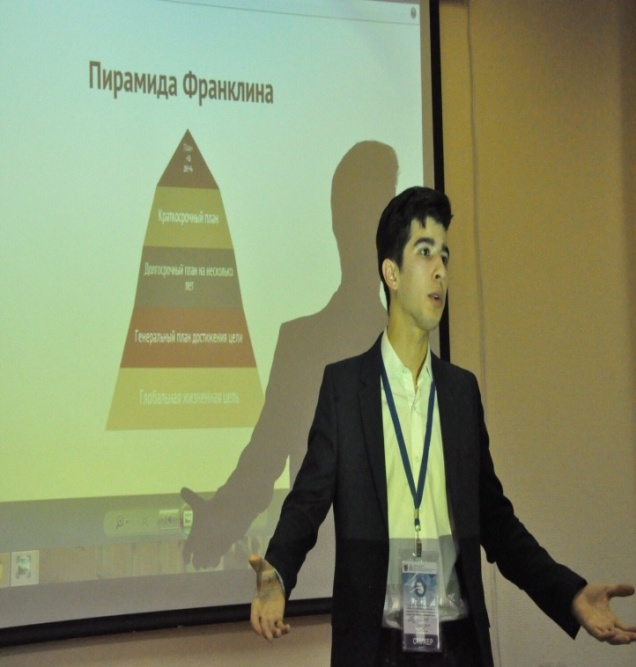 Пирамида Франклина
План
на
день
Краткосрочный план
Долгосрочный план на несколько
лет
Генеральный план достижения цели
Глобальная жизненная цель
СПИКЕР